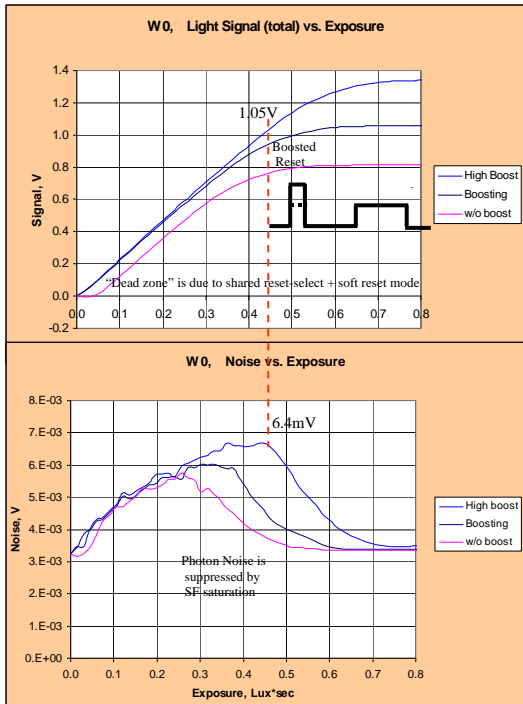 W0, Light Signal (total) vs. Exposure
1.4
1.2
1.0
0.8
0.6
0.4
0.2
0.0
-0.2
Signal, V
1.05V
Boosted
Reset
"Dead zone" is due to shared reset-select + soft reset mode
0.0 0.1 0.2 0.3 0.4 0.5 0.6 0.7 0.8
High Boost
Boosting
w/o boost
W0, Noise vs. Exposure
8.E-03
7.E-03
6.E-03
5.E-03
4.E-03
3.E-03
2.E-03
1.E-03
0.E+00
Noise, V
6.4mV
Photon Noise is
suppressed by
SF saturation
0.0 0.1 0.2 0.3 0.4 0.5 0.6 0.7 0.8
Exposure, Lux*sec
High boost
Boosting
w/o boost